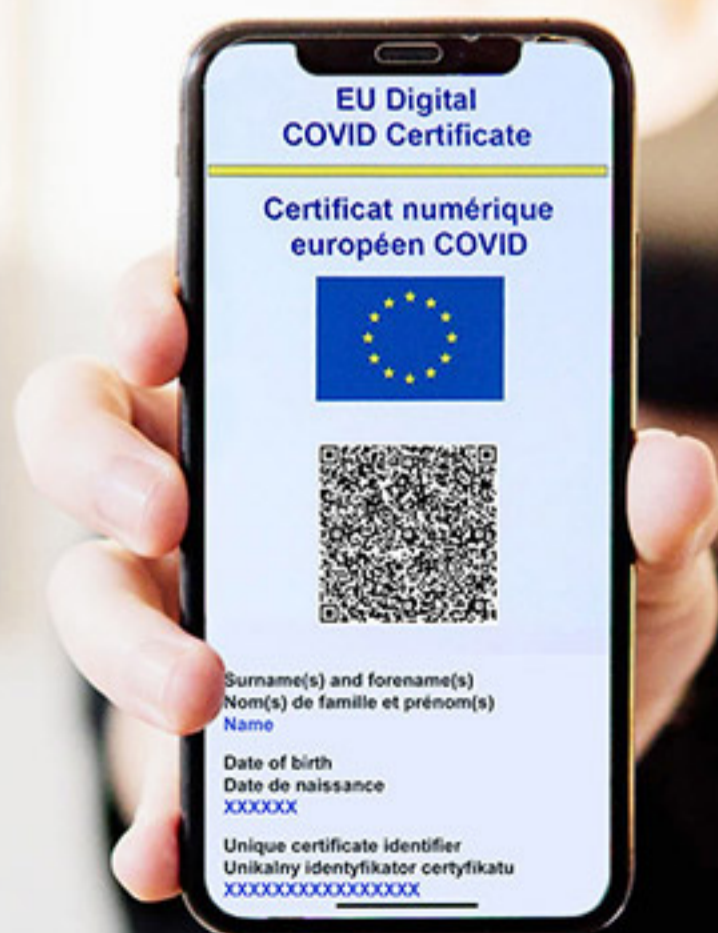 EU Digital
COVID Certificate
Certificat numérique
européen COVID
Surname(s) and forename(s)
Nom(s) de famille et prénom(s)
Name
Date of birth
Date de naissance
XXXXXX
Unique certificate identifier
Unikalny identyfikator certyfikatu
XXXXXXXXXXXXXXXX